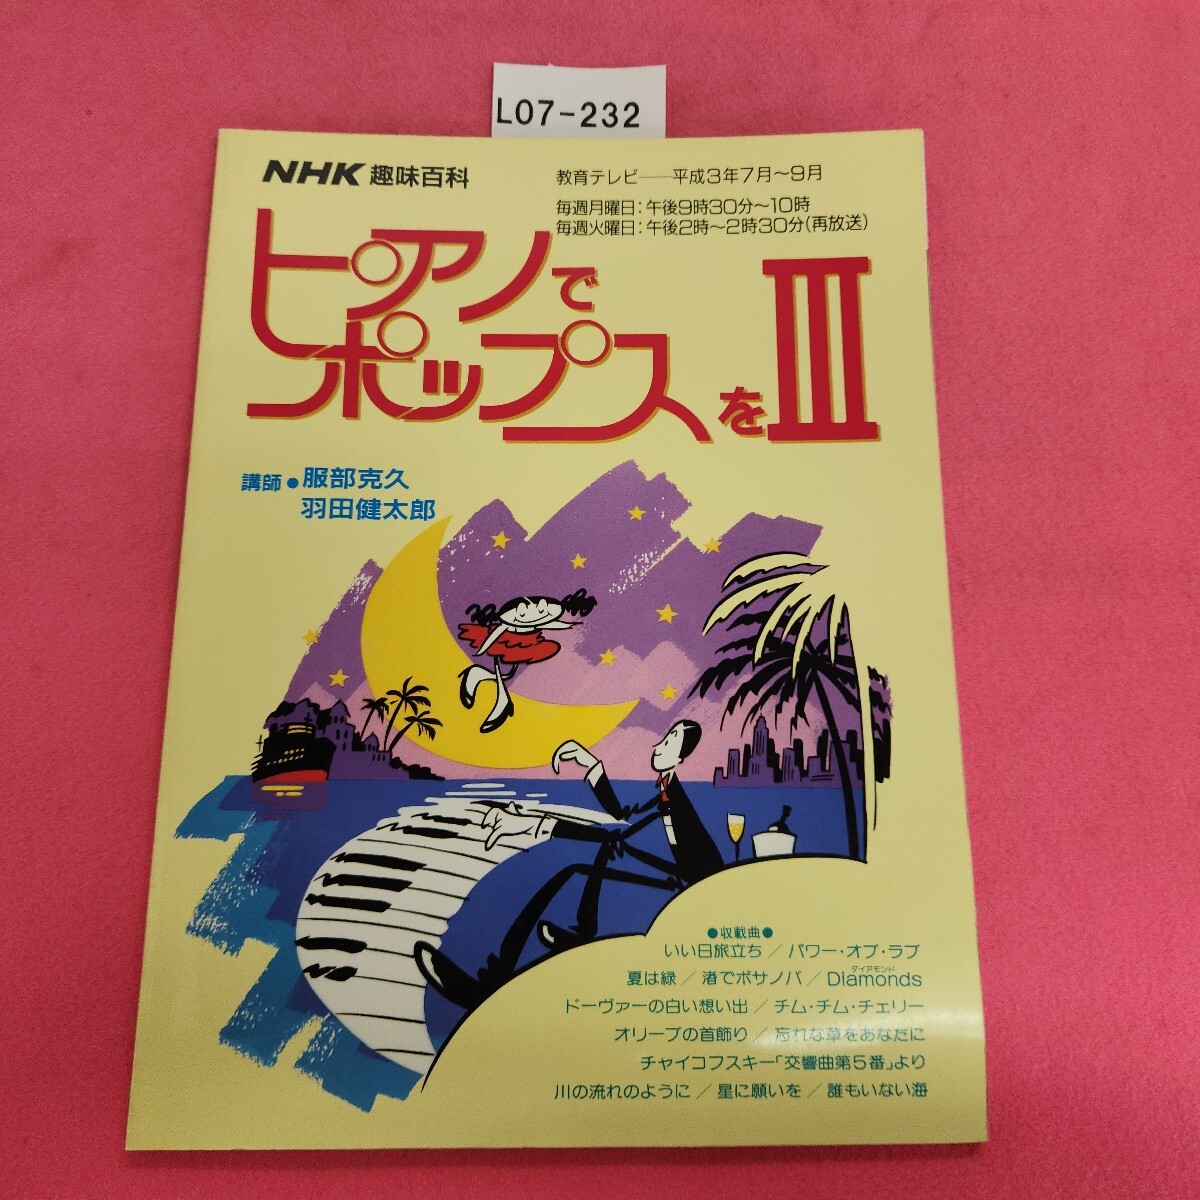 L07-232
NHK 趣味百科
教育テレビ──平成3年7月~9月
毎週月曜日:午後9時30分~10時
毎週火曜日:午後2時~2時30分(再放送)
ピアノで
ポップスをIII
講師●服部克久
羽田健太郎
●収載曲●
いい日旅立ち/パワー・オブ・ラブ
ダイアモンド
夏は緑/渚でボサノバ/Diamonds
ドーヴァーの白い想い出/チム・チム・チェリー
オリーブの首飾り/忘れな草をあなたに
チャイコフスキー「交響曲第5番」より
川の流れのように/星に願いを/誰もいない海